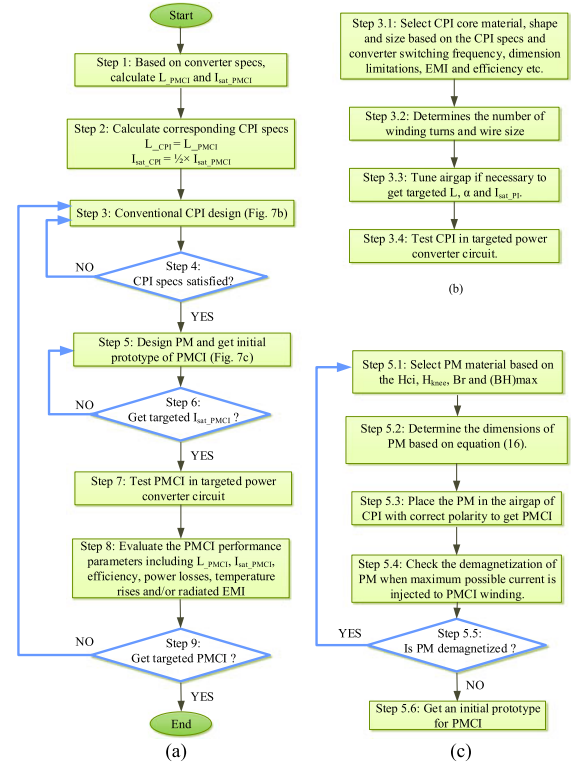 Start
Step 1: Based on converter specs,
calculate L_PMCI and Isat_PMCI
Step 2: Calculate corresponding CPI specs
L_CPI = L_PMCI
Isat_CPI = ½× Isat_PMCI
Step 3: Conventional CPI design (Fig. 7b)
NO
Step 4:
CPI specs satisfied?
YES
Step 5: Design PM and get initial
prototype of PMCI (Fig. 7c)
NO
Step 6:
Get targeted Isat_PMCI ?
YES
Step 7: Test PMCI in targeted power
converter circuit
Step 8: Evaluate the PMCI performance
parameters including L_PMCI, Isat_PMCI,
efficiency, power losses, temperature
rises and/or radiated EMI
NO
Step 9:
Get targeted PMCI ?
YES
End
(a)
Step 3.1: Select CPI core material, shape
and size based on the CPI specs and
converter switching frequency, dimension
limitations, EMI and efficiency etc.
Step 3.2: Determines the number of
winding turns and wire size
Step 3.3: Tune airgap if necessary to
get targeted L, α and Isat_PI.
Step 3.4: Test CPI in targeted power
converter circuit.
(b)
Step 5.1: Select PM material based on
the Hci, Hknee, Br and (BH)max
Step 5.2: Determine the dimensions of
PM based on equation (16).
Step 5.3: Place the PM in the airgap of
CPI with correct polarity to get PMCI
Step 5.4: Check the demagnetization of
PM when maximum possible current is
injected to PMCI winding.
YES
Step 5.5:
Is PM demagnetized ?
NO
Step 5.6: Get an initial prototype
for PMCI
(c)